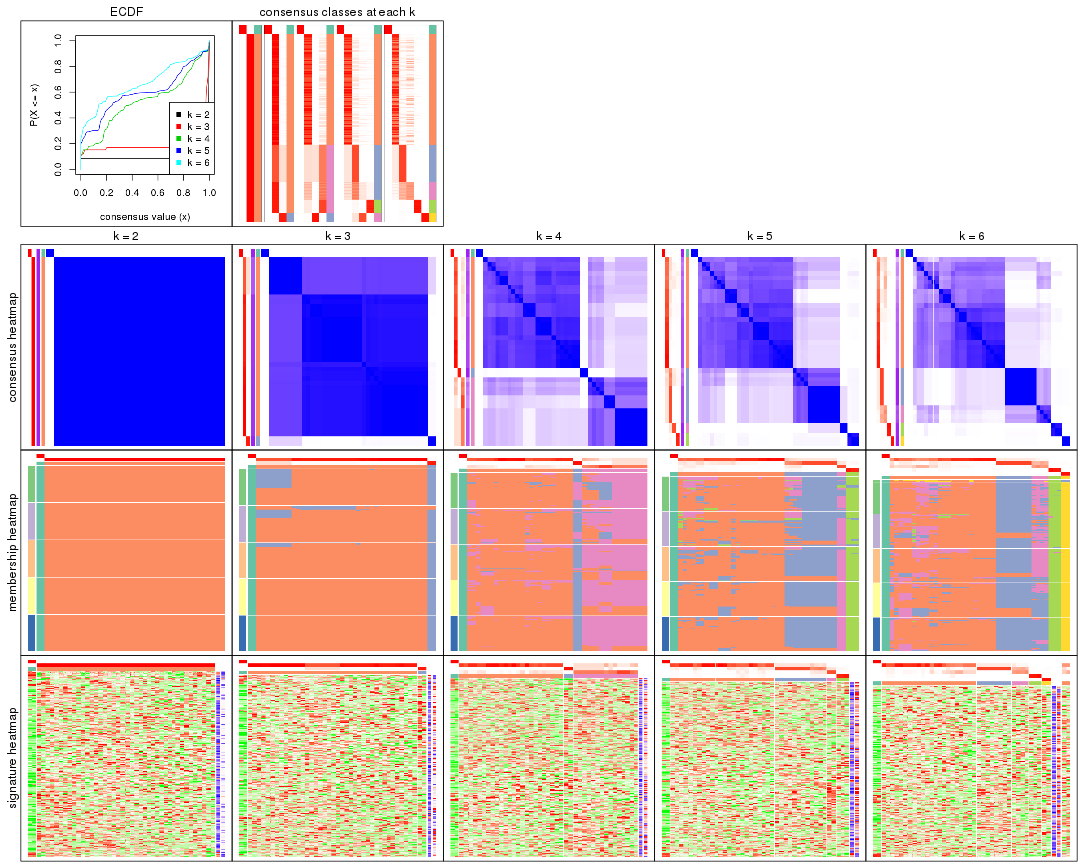 ECDF
consensus classes at each k
P(X <= x)
0.0 0.2 0.4 0.6 0.8 1.0
k = 2
k = 3
k = 4
k = 5
k = 6
0.0 0.2 0.4 0.6 0.8 1.0
consensus value (x)
k = 2
k = 3
k = 4
k = 5
k = 6
consensus heatmap
membership heatmap
signature heatmap